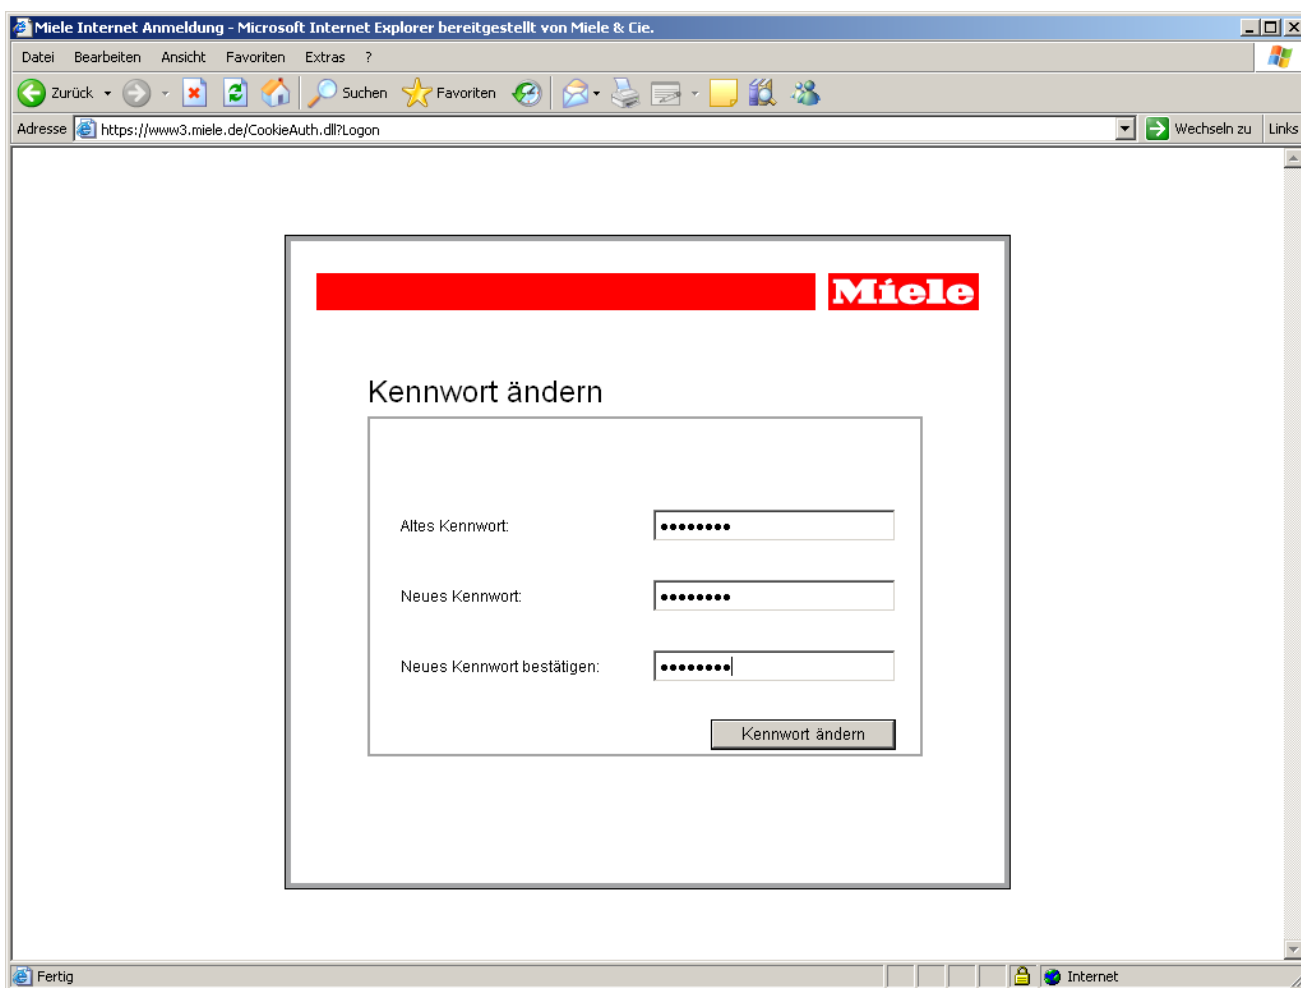 Miele Internet Anmeldung - Microsoft Internet Explorer bereitgestellt von Miele & Cie.
Datei Bearbeiten Ansicht Favoriten Extras ?
Zurück Suchen Favoriten
Adresse https://www3.miele.de/CookieAuth.dll?Logon Wechseln zu Links
Miele
Kennwort ändern
Altes Kennwort: ••••••••
Neues Kennwort: ••••••••
Neues Kennwort bestätigen: ••••••••
Kennwort ändern
Fertig Internet